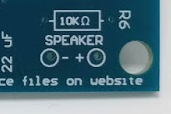 10KΩ
R6
SPEAKER
- +
22 uF
ce files on website